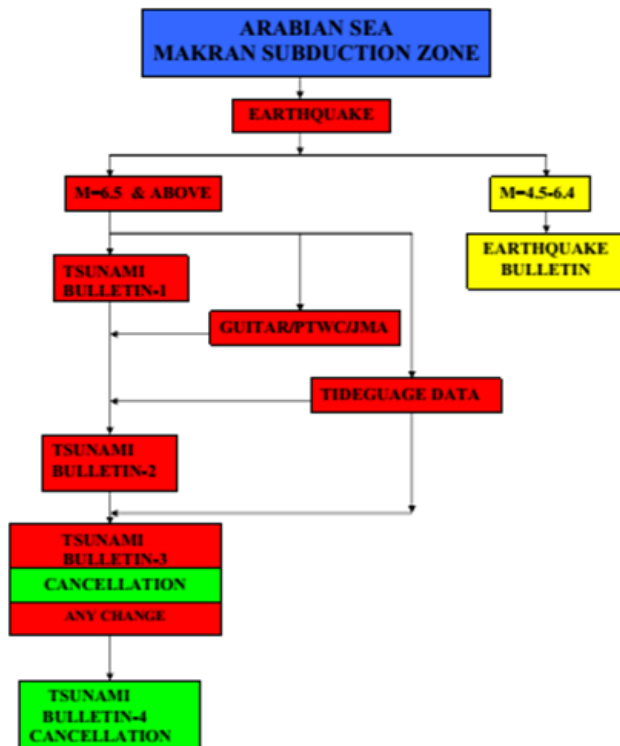 ARABIAN SEA
MAKRAN SUBDUCTION ZONE
EARTHQUAKE
M=6.5 & ABOVE
M=4.5-6.4
EARTHQUAKE
BULLETIN
TSUNAMI
BULLETIN-1
GUITAR/PTWC/JMA
TIDEGUAGE DATA
TSUNAMI
BULLETIN-2
TSUNAMI
BULLETIN-3
CANCELLATION
ANY CHANGE
TSUNAMI
BULLETIN-4
CANCELLATION